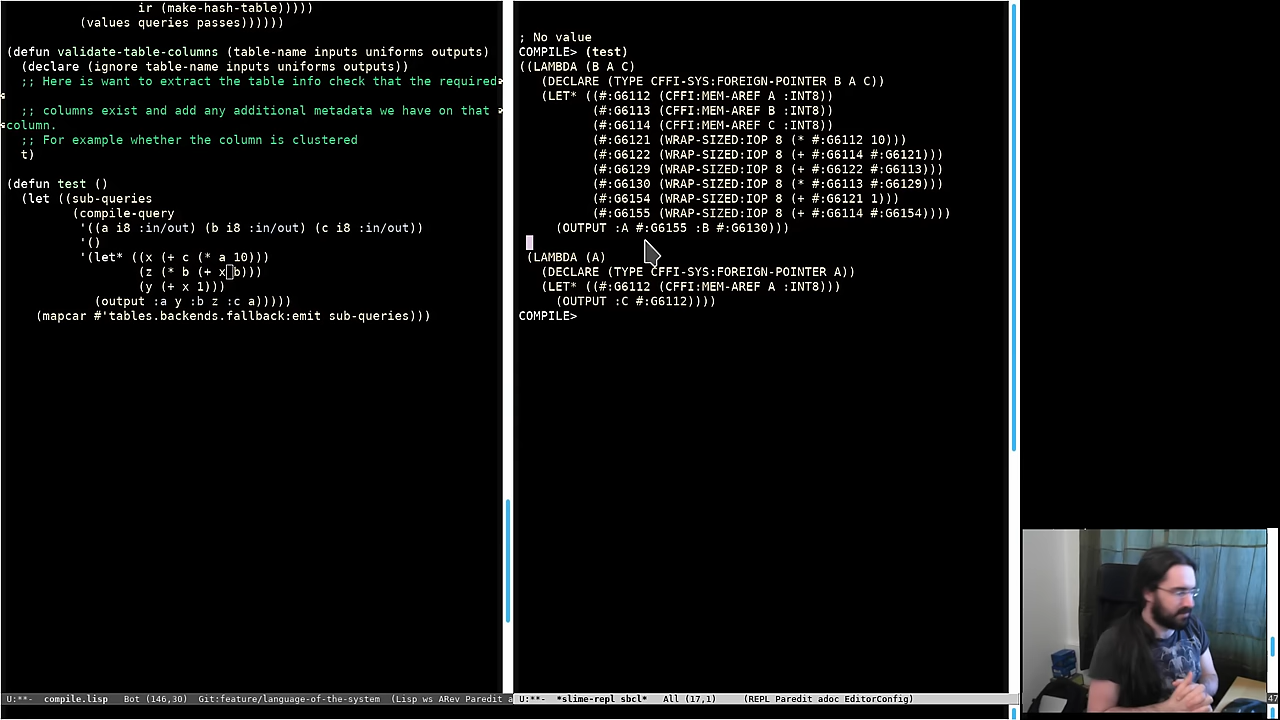 ir (make-hash-table)))))
(values queries passes))))))
(defun validate-table-columns (table-name inputs uniforms outputs)
(declare (ignore table-name inputs uniforms outputs))
;; Here is want to extract the table info check that the required
;; columns exist and add any additional metadata we have on that
column.
;; For example whether the column is clustered
t)
(defun test ()
(let ((sub-queries
(compile-query
'((a i8 :in/out) (b i8 :in/out) (c i8 :in/out))
'()
'(let* ((x (+ c (* a 10)))
(z (* b (+ x b)))
(y (+ x 1)))
(output :a y :b z :c a)))))
(mapcar #'tables.backends.fallback:emit sub-queries)))
U:**- compile.lisp Bot (146,30) Git:feature/language-of-the-system (Lisp ws ARev Paredit a
; No value
COMPILE> (test)
((LAMBDA (B A C)
(DECLARE (TYPE CFFI-SYS:FOREIGN-POINTER B A C))
(LET* ((#:G6112 (CFFI:MEM-AREF A :INT8))
(#:G6113 (CFFI:MEM-AREF B :INT8))
(#:G6114 (CFFI:MEM-AREF C :INT8))
(#:G6121 (WRAP-SIZED:IOP 8 (* #:G6112 10)))
(#:G6122 (WRAP-SIZED:IOP 8 (+ #:G6114 #:G6121)))
(#:G6129 (WRAP-SIZED:IOP 8 (+ #:G6122 #:G6113)))
(#:G6130 (WRAP-SIZED:IOP 8 (* #:G6113 #:G6129)))
(#:G6154 (WRAP-SIZED:IOP 8 (+ #:G6121 1)))
(#:G6155 (WRAP-SIZED:IOP 8 (+ #:G6114 #:G6154))))
(OUTPUT :A #:G6155 :B #:G6130)))
(LAMBDA (A)
(DECLARE (TYPE CFFI-SYS:FOREIGN-POINTER A))
(LET* ((#:G6112 (CFFI:MEM-AREF A :INT8)))
(OUTPUT :C #:G6112))))
COMPILE>
U:**- *slime-repl sbcl* All (17,1) (REPL Paredit adoc EditorConfig)
47